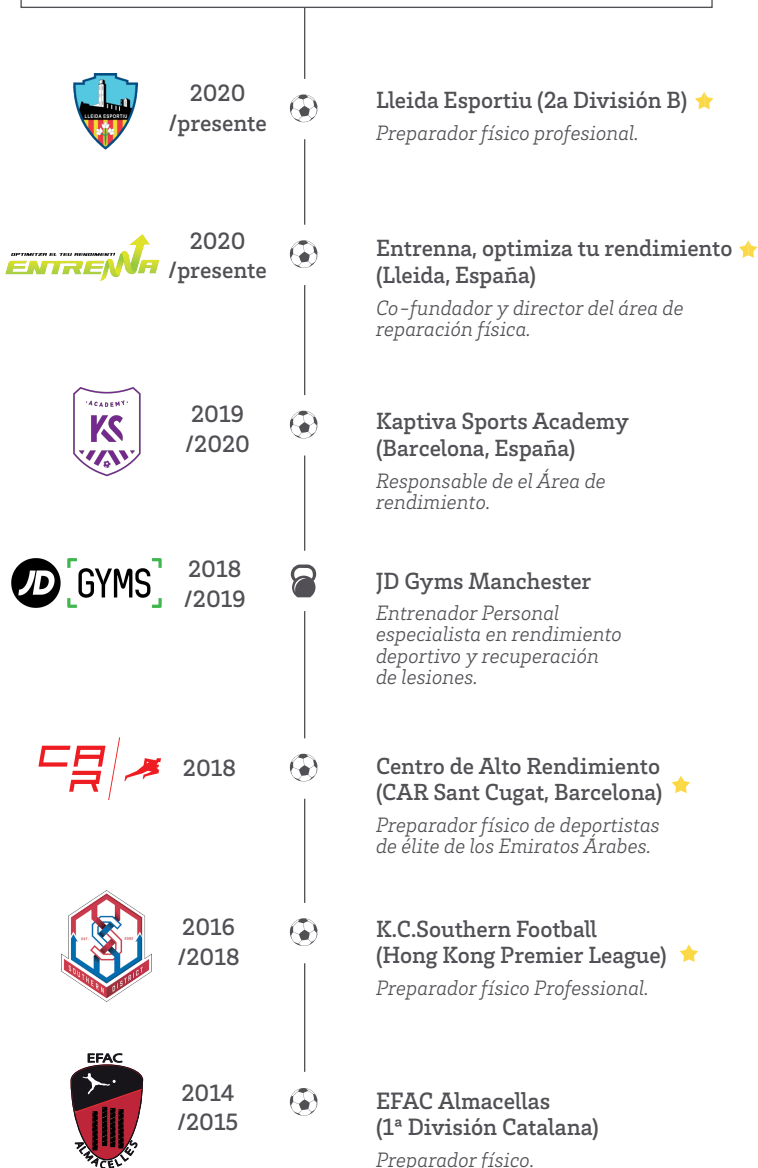 LLEIDA ESPORTIU
2020
/presente
Lleida Esportiu (2a División B)
Preparador físico profesional.
OPTIMITZA EL TEU RENDIMENT!
ENTRENNA
2020
/presente
Entrenna, optimiza tu rendimiento
(Lleida, España)
Co-fundador y director del área de
reparación física.
·ACADEMY·
KS
2019
/2020
Kaptiva Sports Academy
(Barcelona, España)
Responsable de el Área de
rendimiento.
JD GYMS
2018
/2019
JD Gyms Manchester
Entrenador Personal
especialista en rendimiento
deportivo y recuperación
de lesiones.
CAR
2018
Centro de Alto Rendimiento
(CAR Sant Cugat, Barcelona)
Preparador físico de deportistas
de élite de los Emiratos Árabes.
SOUTHERN DISTRICT
2016
/2018
K.C.Southern Football
(Hong Kong Premier League)
Preparador físico Professional.
EFAC
ALMACELLES
2014
/2015
EFAC Almacellas
(1ª División Catalana)
Preparador físico.